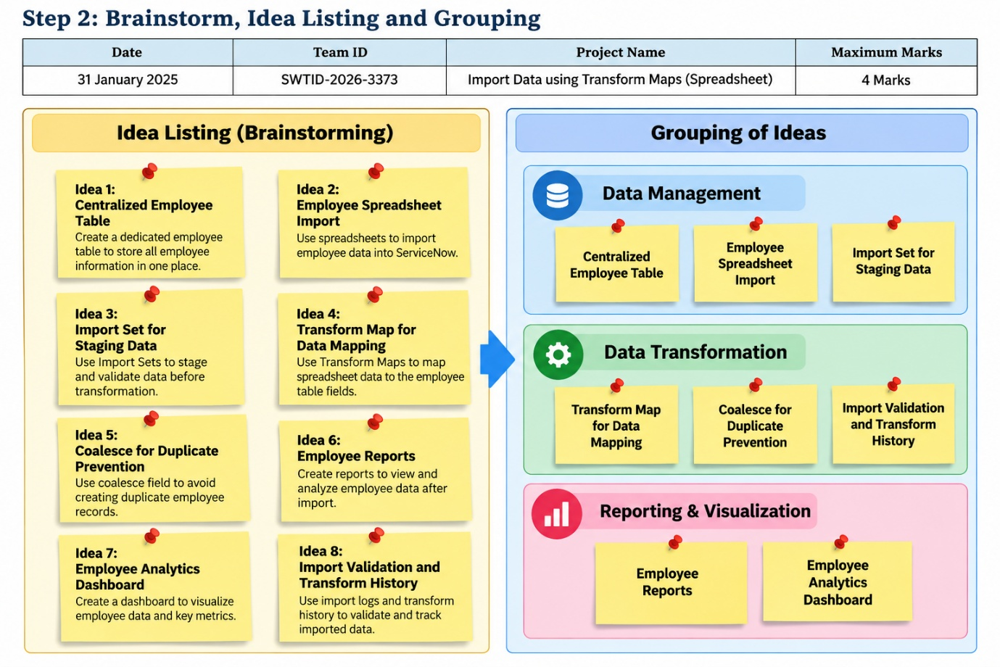 Step 2: Brainstorm, Idea Listing and Grouping
Date
Team ID
Project Name
Maximum Marks
31 January 2025
SWTID-2026-3373
Import Data using Transform Maps (Spreadsheet)
4 Marks
Idea Listing (Brainstorming)
Idea 1:
Centralized Employee
Table
Create a dedicated employee
table to store all employee
information in one place.
Idea 2:
Employee Spreadsheet
Import
Use spreadsheets to import
employee data into ServiceNow.
Idea 3:
Import Set for
Staging Data
Use Import Sets to stage
and validate data before
transformation.
Idea 4:
Transform Map for
Data Mapping
Use Transform Maps to map
spreadsheet data to the employee
table fields.
Idea 5:
Coalesce for Duplicate
Prevention
Use coalesce field to avoid
creating duplicate employee
records.
Idea 6:
Employee Reports
Create reports to view and
analyze employee data after
import.
Idea 7:
Employee Analytics
Dashboard
Create a dashboard to visualize
employee data and key metrics.
Idea 8:
Import Validation and
Transform History
Use import logs and transform
history to validate and track
imported data.
Grouping of Ideas
Data Management
Centralized
Employee Table
Employee
Spreadsheet
Import
Import Set for
Staging Data
Data Transformation
Transform Map
for Data
Mapping
Coalesce for
Duplicate
Prevention
Import Validation
and Transform
History
Reporting & Visualization
Employee
Reports
Employee
Analytics
Dashboard